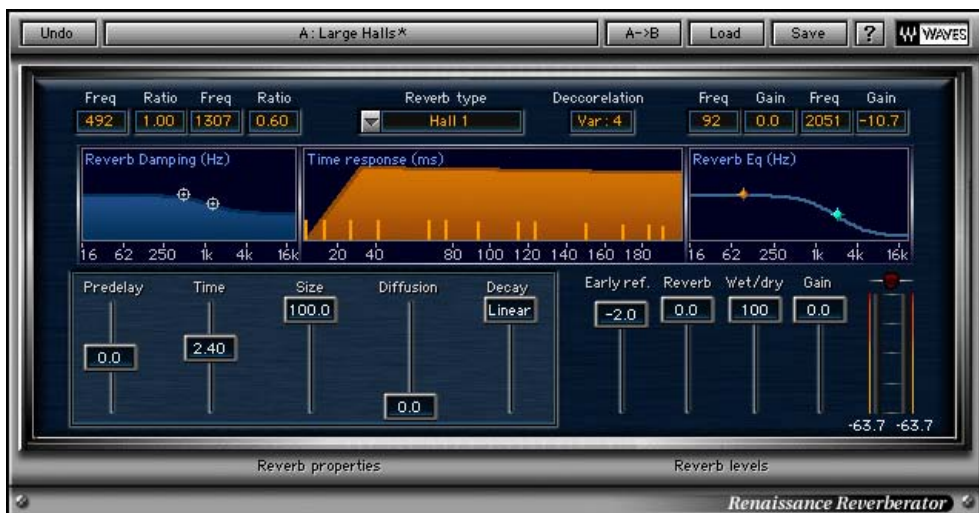 Undo A: Large Halls* A->B Load Save ? WAVES
Freq Ratio Freq Ratio Reverb type Deccorelation Freq Gain Freq Gain
492 1.00 1307 0.60 Hall 1 Var: 4 92 0.0 2051 -10.7
Reverb Damping (Hz) Time response (ms) Reverb Eq (Hz)
16 62 250 1k 4k 16k 20 40 80 100 120 140 160 180 16 62 250 1k 4k 16k
Predelay Time Size Diffusion Decay Early ref. Reverb Wet/dry Gain
0.0 2.40 100.0 0.0 Linear -2.0 0.0 100 0.0
-63.7 -63.7
Reverb properties Reverb levels
Renaissance Reverberator